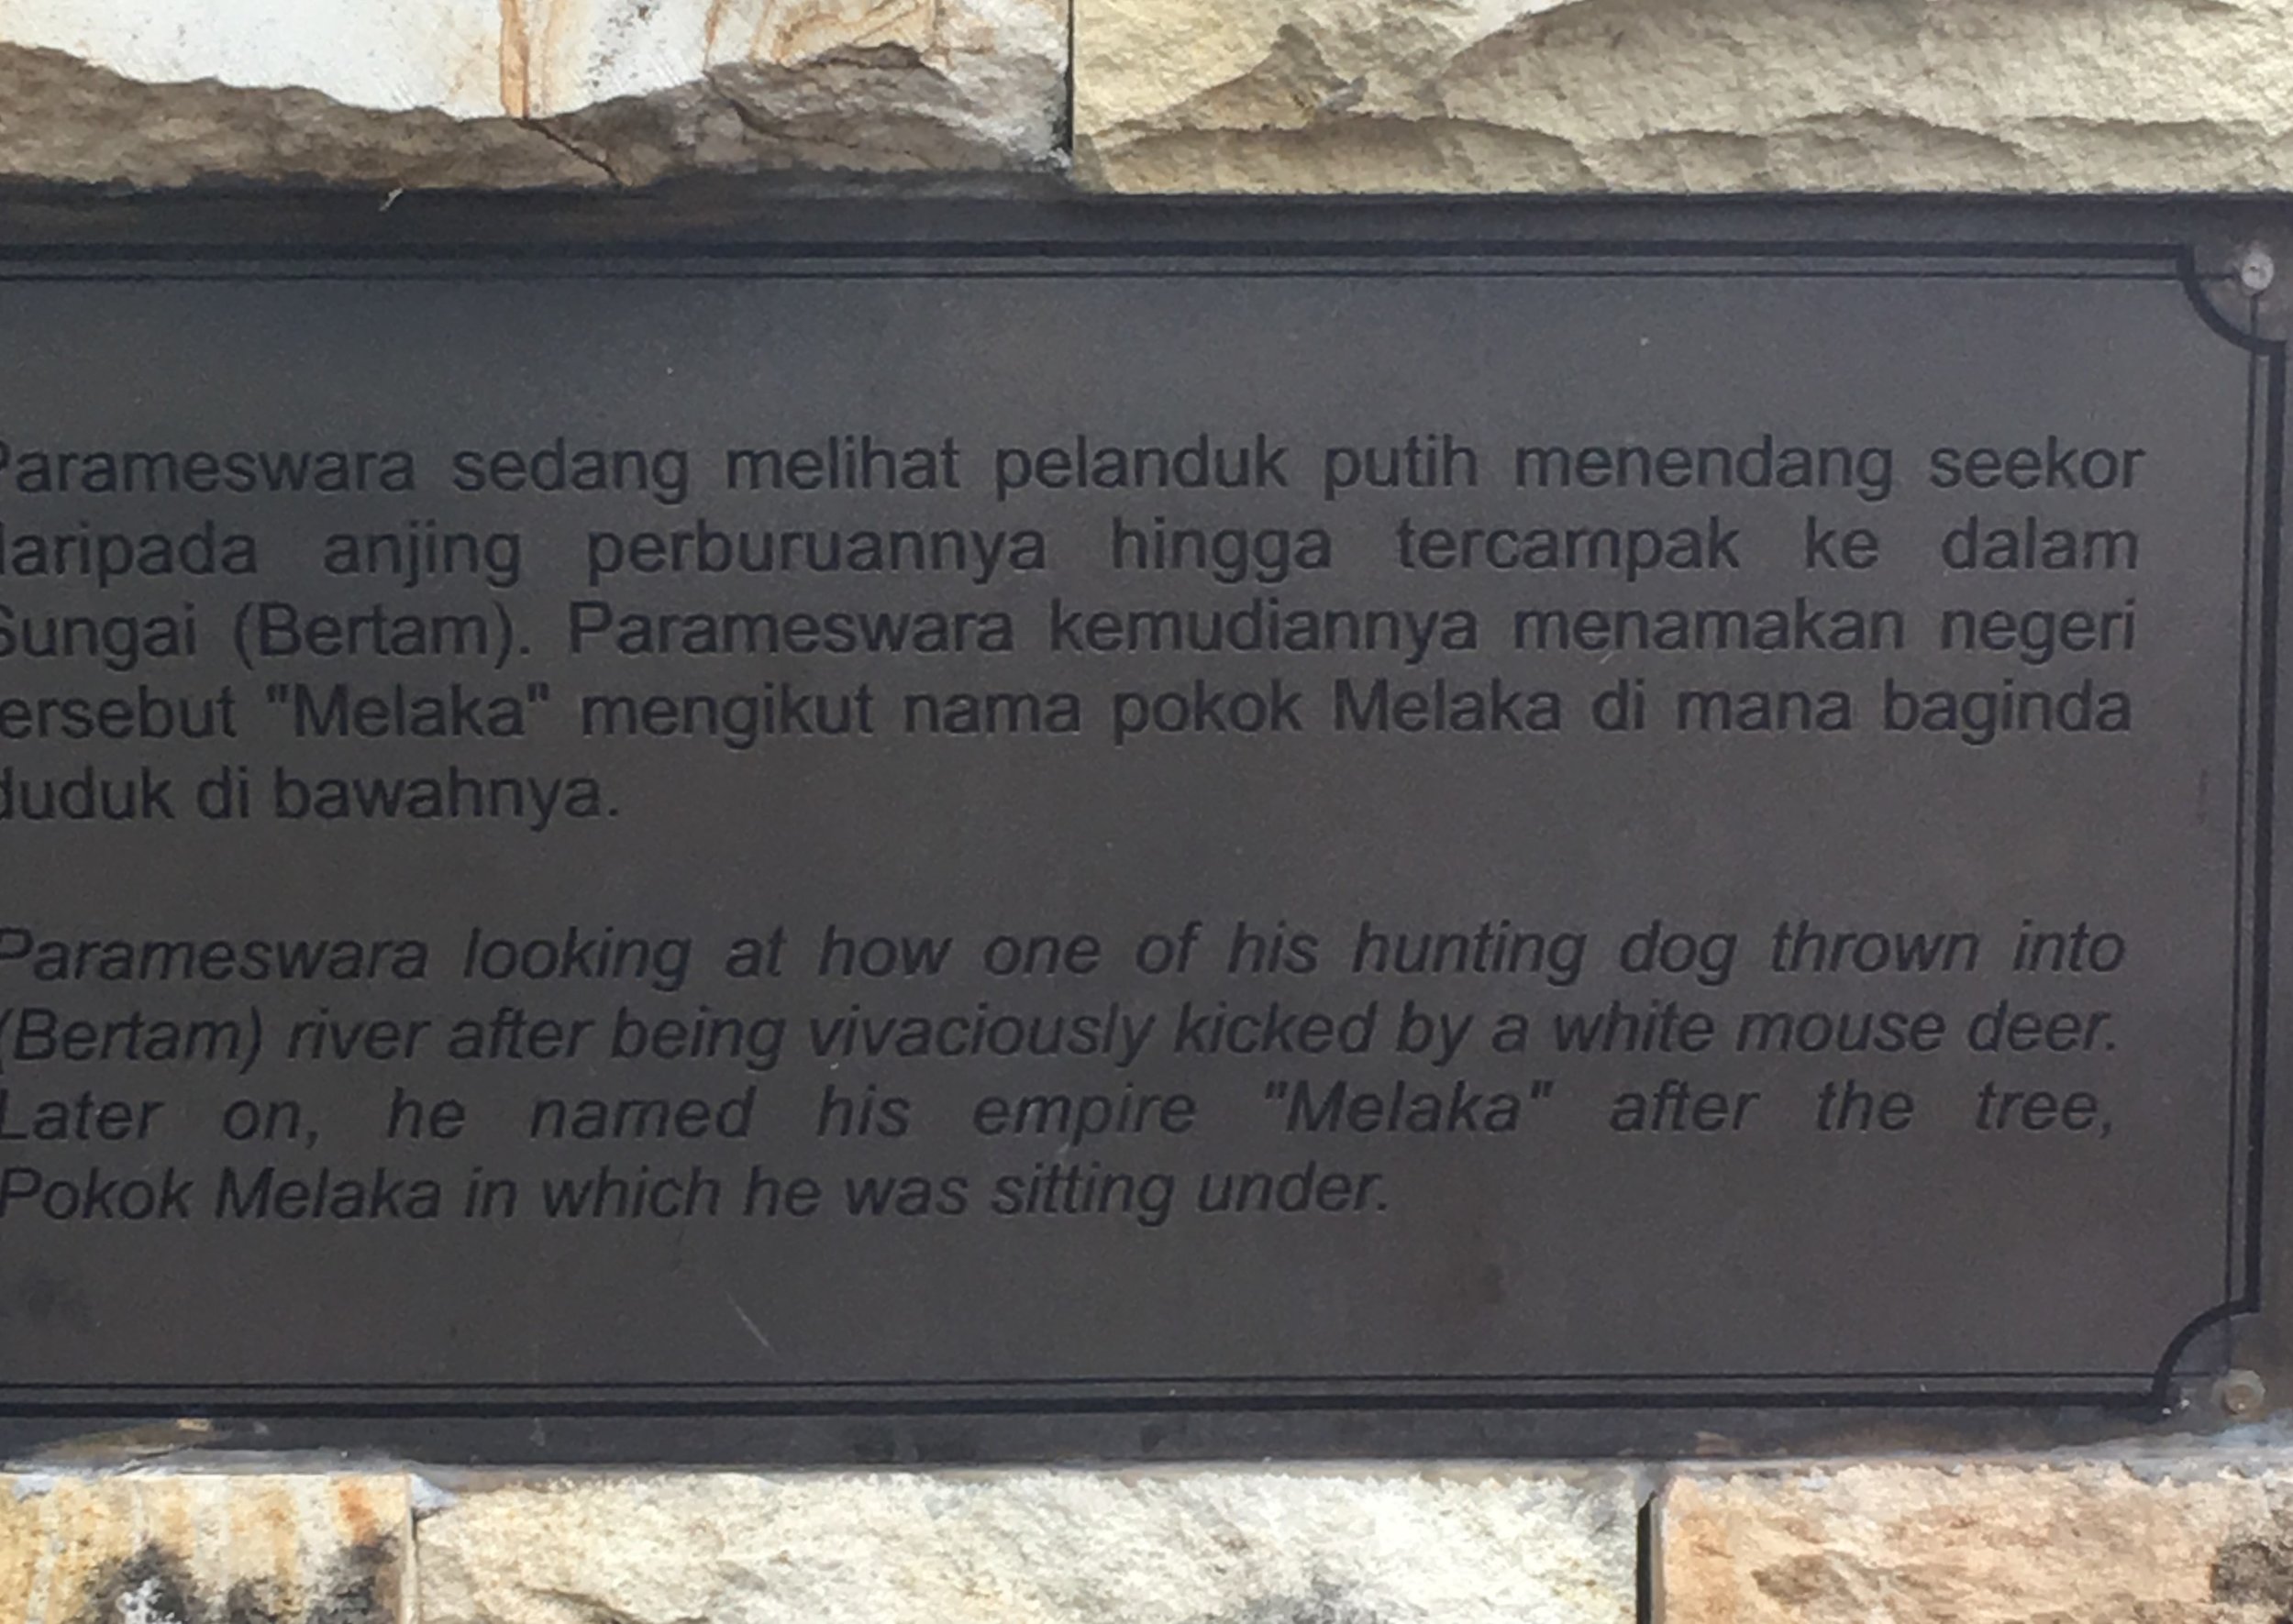 Parameswara sedang melihat pelanduk putih menendang seekor
daripada anjing perburuannya hingga tercampak ke dalam
Sungai (Bertam). Parameswara kemudiannya menamakan negeri
tersebut "Melaka" mengikut nama pokok Melaka di mana baginda
duduk di bawahnya.
Parameswara looking at how one of his hunting dog thrown into
(Bertam) river after being vivaciously kicked by a white mouse deer.
Later on, he named his empire "Melaka" after the tree,
Pokok Melaka in which he was sitting under.